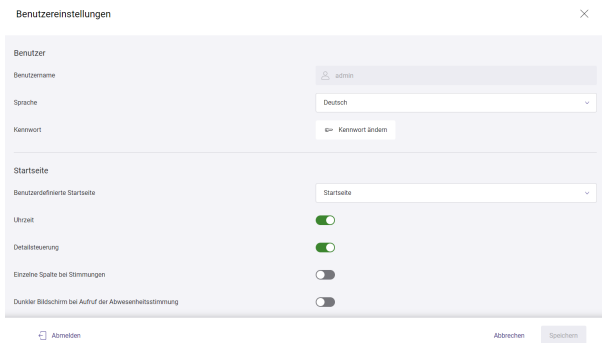 Benutzereinstellungen
Benutzer
Benutzername
admin
Sprache
Deutsch
Kennwort
Kennwort ändern
Startseite
Benutzerdefinierte Startseite
Startseite
Uhrzeit
Detailsteuerung
Einzelne Spalte bei Stimmungen
Dunkler Bildschirm bei Aufruf der Abwesenheitsstimmung
Abmelden
Abbrechen
Speichern